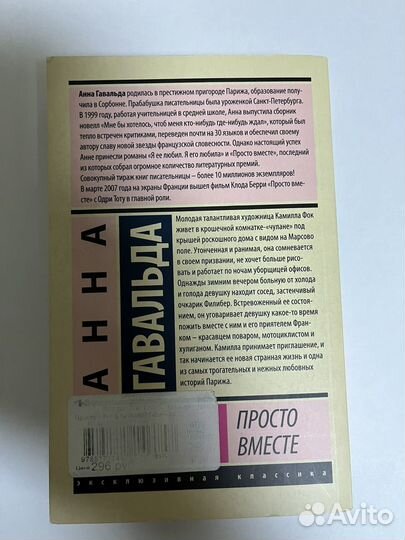 Анна Гавальда родилась в престижном пригороде Парижа, образование полу-
чила в Сорбонне. Прабабушка писательницы была уроженкой Санкт-Петербурга.
В 1999 году, работая учительницей в средней школе, Анна выпустила сборник
новелл «Мне бы хотелось, чтоб меня кто-нибудь где-нибудь ждал», который был
тепло встречен критиками, переведен почти на 30 языков и обеспечил своему
автору славу новой звезды французской словесности. Однако настоящий успех
Анне принесли романы «Я ее любил. Я его любила» и «Просто вместе», последний
из которых собрал огромное количество литературных премий.
Совокупный тираж книг писательницы – более 10 миллионов экземпляров!
В марте 2007 года на экраны Франции вышел фильм Клода Берри «Просто вме-
сте» с Одри Тоту в главной роли.
АННА
ГАВАЛЬДА
Молодая талантливая художница Камилла Фок
живет в крошечной комнатке-«чулане» под
крышей роскошного дома с видом на Марсово
поле. Утонченная и ранимая, она сомневается
в своем призвании, не хочет больше рисо-
вать и работает по ночам уборщицей офисов.
Однажды зимним вечером больную от холода
и голода девушку находит сосед, застенчивый
очкарик Филибер. Встревоженный ее состоя-
нием, он уговаривает девушку какое-то время
пожить вместе с ним и его приятелем Фран-
ком – красавцем поваром, мотоциклистом и
хулиганом. Камилла принимает приглашение, и
так начинается ее новая странная жизнь и одна
из самых трогательных и нежных любовных
историй Парижа.
ПРОСТО
ВМЕСТЕ
Цена: 296 руб
эксклюзивная классика
Avito